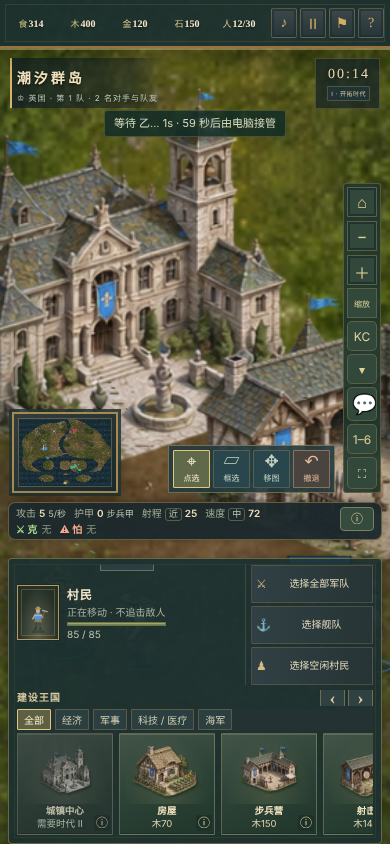 食314 木400 金120 石150 人12/30 ♪ || ⚑ ?
潮汐群岛
♔ 英国 · 第 1 队 · 2 名对手与队友
00:14
I · 开拓时代
等待 乙... 1s · 59 秒后由电脑接管
⌂
−
+
缩放
KC
▾
1–6
点选 框选 移图 撤退
攻击 5 5/秒 护甲 0 步兵甲 射程 近 25 速度 中 72
克 无 怕 无
村民
正在移动 · 不追击敌人
85 / 85
选择全部军队
选择舰队
选择空闲村民
建设王国 ‹ ›
全部 经济 军事 科技 / 医疗 海军
城镇中心 房屋 步兵营
需要时代 II 木70 木150 木14